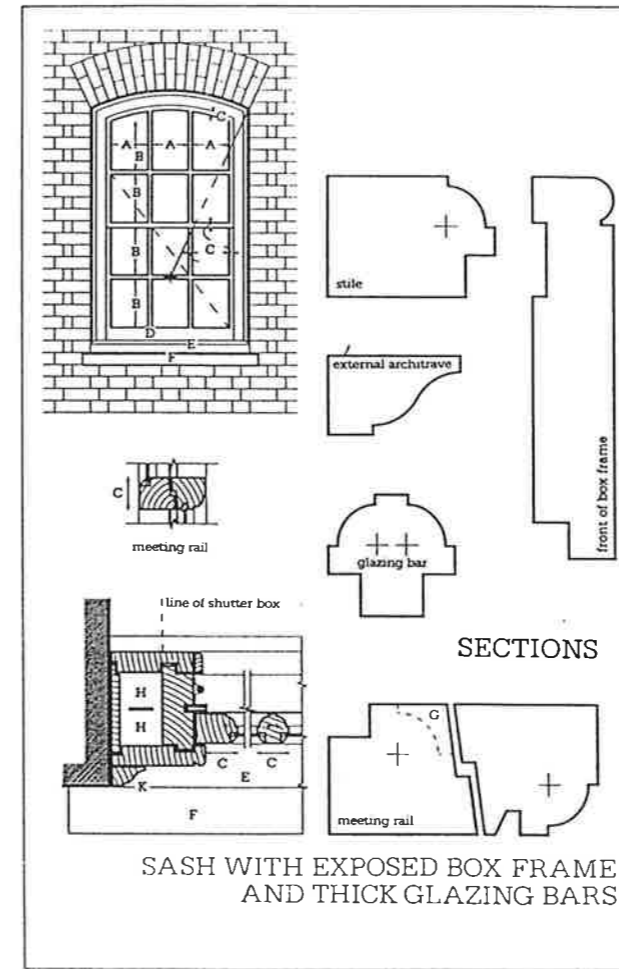 C
A A A
B
B
C
B
B
D
E
F
stile
external architrave
front of box frame
C
meeting rail
glazing bar
line of shutter box
SECTIONS
H
H
C C
E
K
F
G
meeting rail
SASH WITH EXPOSED BOX FRAME
AND THICK GLAZING BARS